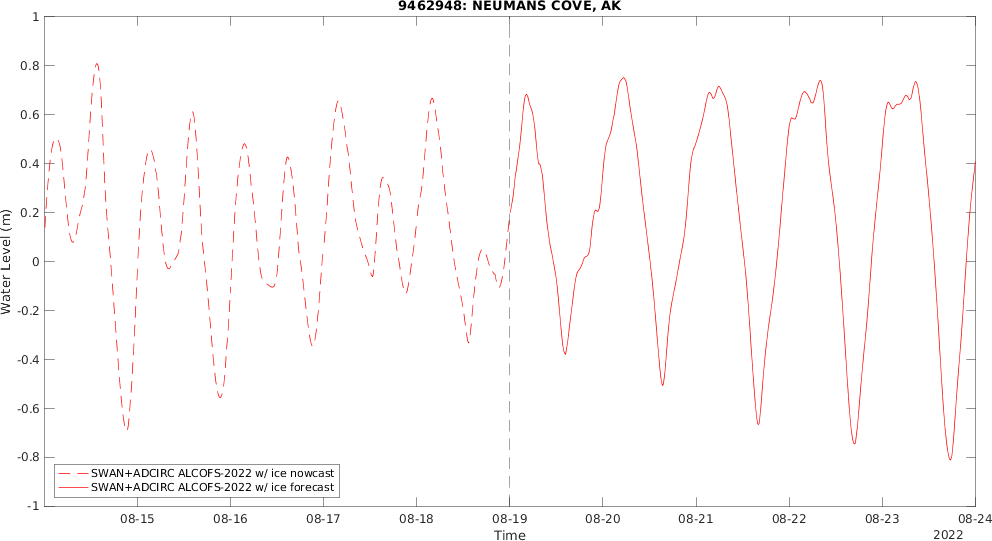 9462948: NEUMANS COVE, AK
1
0.8
0.6
0.4
0.2
0
-0.2
-0.4
-0.6
-0.8
-1
Water Level (m)
SWAN+ADCIRC ALCOFS-2022 w/ ice nowcast
SWAN+ADCIRC ALCOFS-2022 w/ ice forecast
08-15 08-16 08-17 08-18 08-19 08-20 08-21 08-22 08-23 08-24
Time
2022